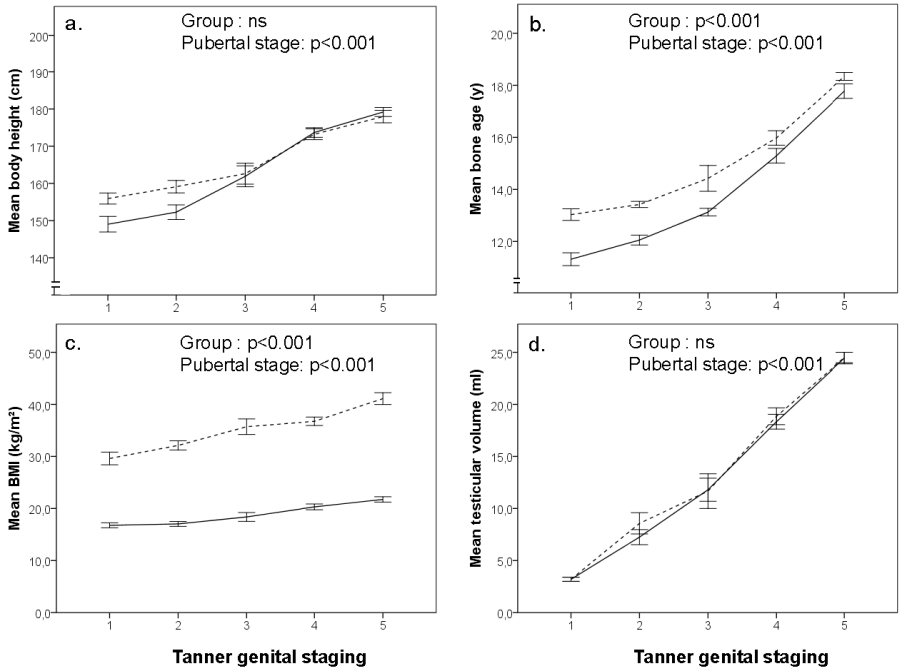 a.
Group : ns
Pubertal stage: p<0.001
Mean body height (cm)
200
190
180
170
160
150
140
1 2 3 4 5
b.
Group : p<0.001
Pubertal stage: p<0.001
Mean bone age (y)
20,0
18,0
16,0
14,0
12,0
1 2 3 4 5
c.
Group : p<0.001
Pubertal stage: p<0.001
Mean BMI (kg/m²)
50,0
40,0
30,0
20,0
10,0
0,0
1 2 3 4 5
Tanner genital staging
d.
Group : ns
Pubertal stage: p<0.001
Mean testicular volume (ml)
25,0
20,0
15,0
10,0
5,0
0,0
1 2 3 4 5
Tanner genital staging